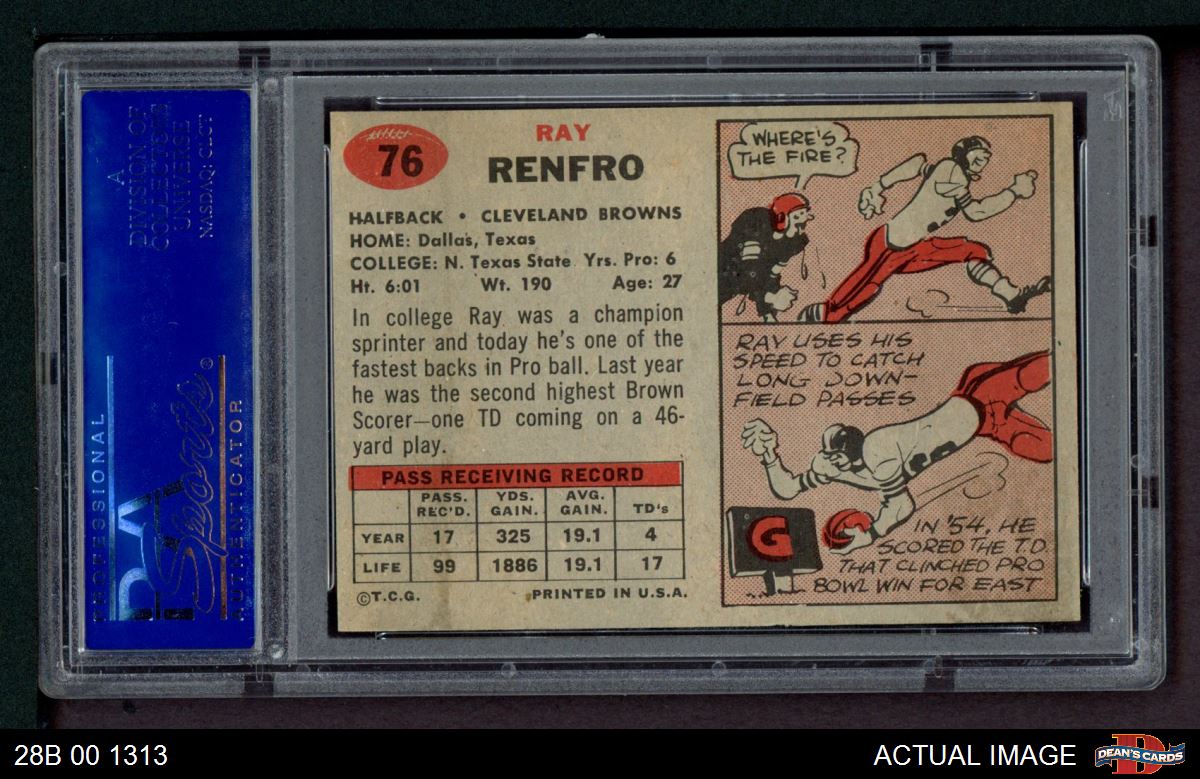 A
DIVISION OF
COLLECTORS
UNIVERSE
NASDAQ: CLCT
PROFESSIONAL
PSA
Sports®
AUTHENTICATOR
76
RAY
RENFRO
HALFBACK • CLEVELAND BROWNS
HOME: Dallas, Texas
COLLEGE: N. Texas State Yrs. Pro: 6
Ht. 6:01 Wt. 190 Age: 27
In college Ray was a champion
sprinter and today he's one of the
fastest backs in Pro ball. Last year
he was the second highest Brown
Scorer—one TD coming on a 46-
yard play.
PASS RECEIVING RECORD
PASS. REC'D. YDS. GAIN. AVG. GAIN. TD's
YEAR 17 325 19.1 4
LIFE 99 1886 19.1 17
©T.C.G. PRINTED IN U.S.A.
WHERE'S
THE FIRE?
RAY USES HIS
SPEED TO CATCH
LONG DOWN-
FIELD PASSES
G
IN '54, HE
SCORED THE T.D.
THAT CLINCHED PRO
BOWL WIN FOR EAST
28B 00 1313
ACTUAL IMAGE
D
DEAN'S CARDS